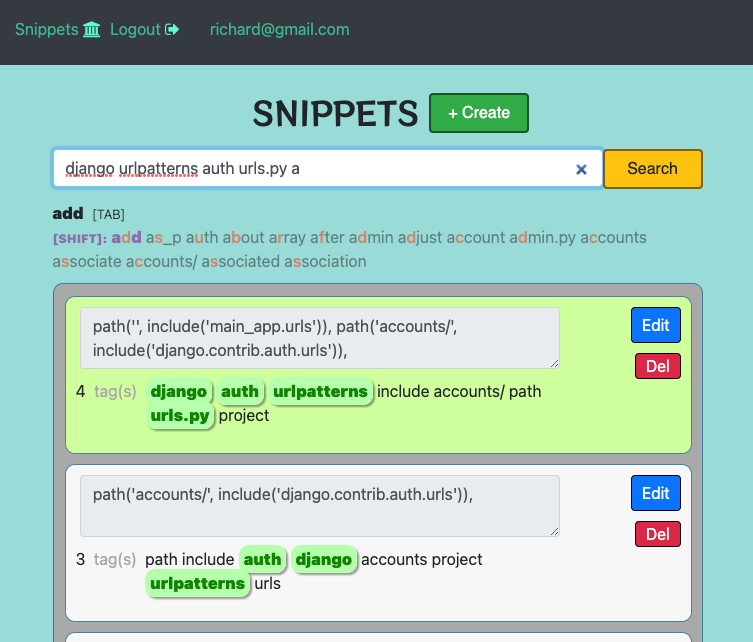 Snippets Logout richard@gmail.com
SNIPPETS + Create
django urlpatterns auth urls.py a Search
add [TAB]
[SHIFT]: add as_p auth about array after admin adjust account admin.py accounts
associate accounts/ associated association
path('', include('main_app.urls')), path('accounts/',
include('django.contrib.auth.urls')),
Edit
Del
4 tag(s) django auth urlpatterns include accounts/ path
urls.py project
path('accounts/', include('django.contrib.auth.urls')),
Edit
Del
3 tag(s) path include auth django accounts project
urlpatterns urls